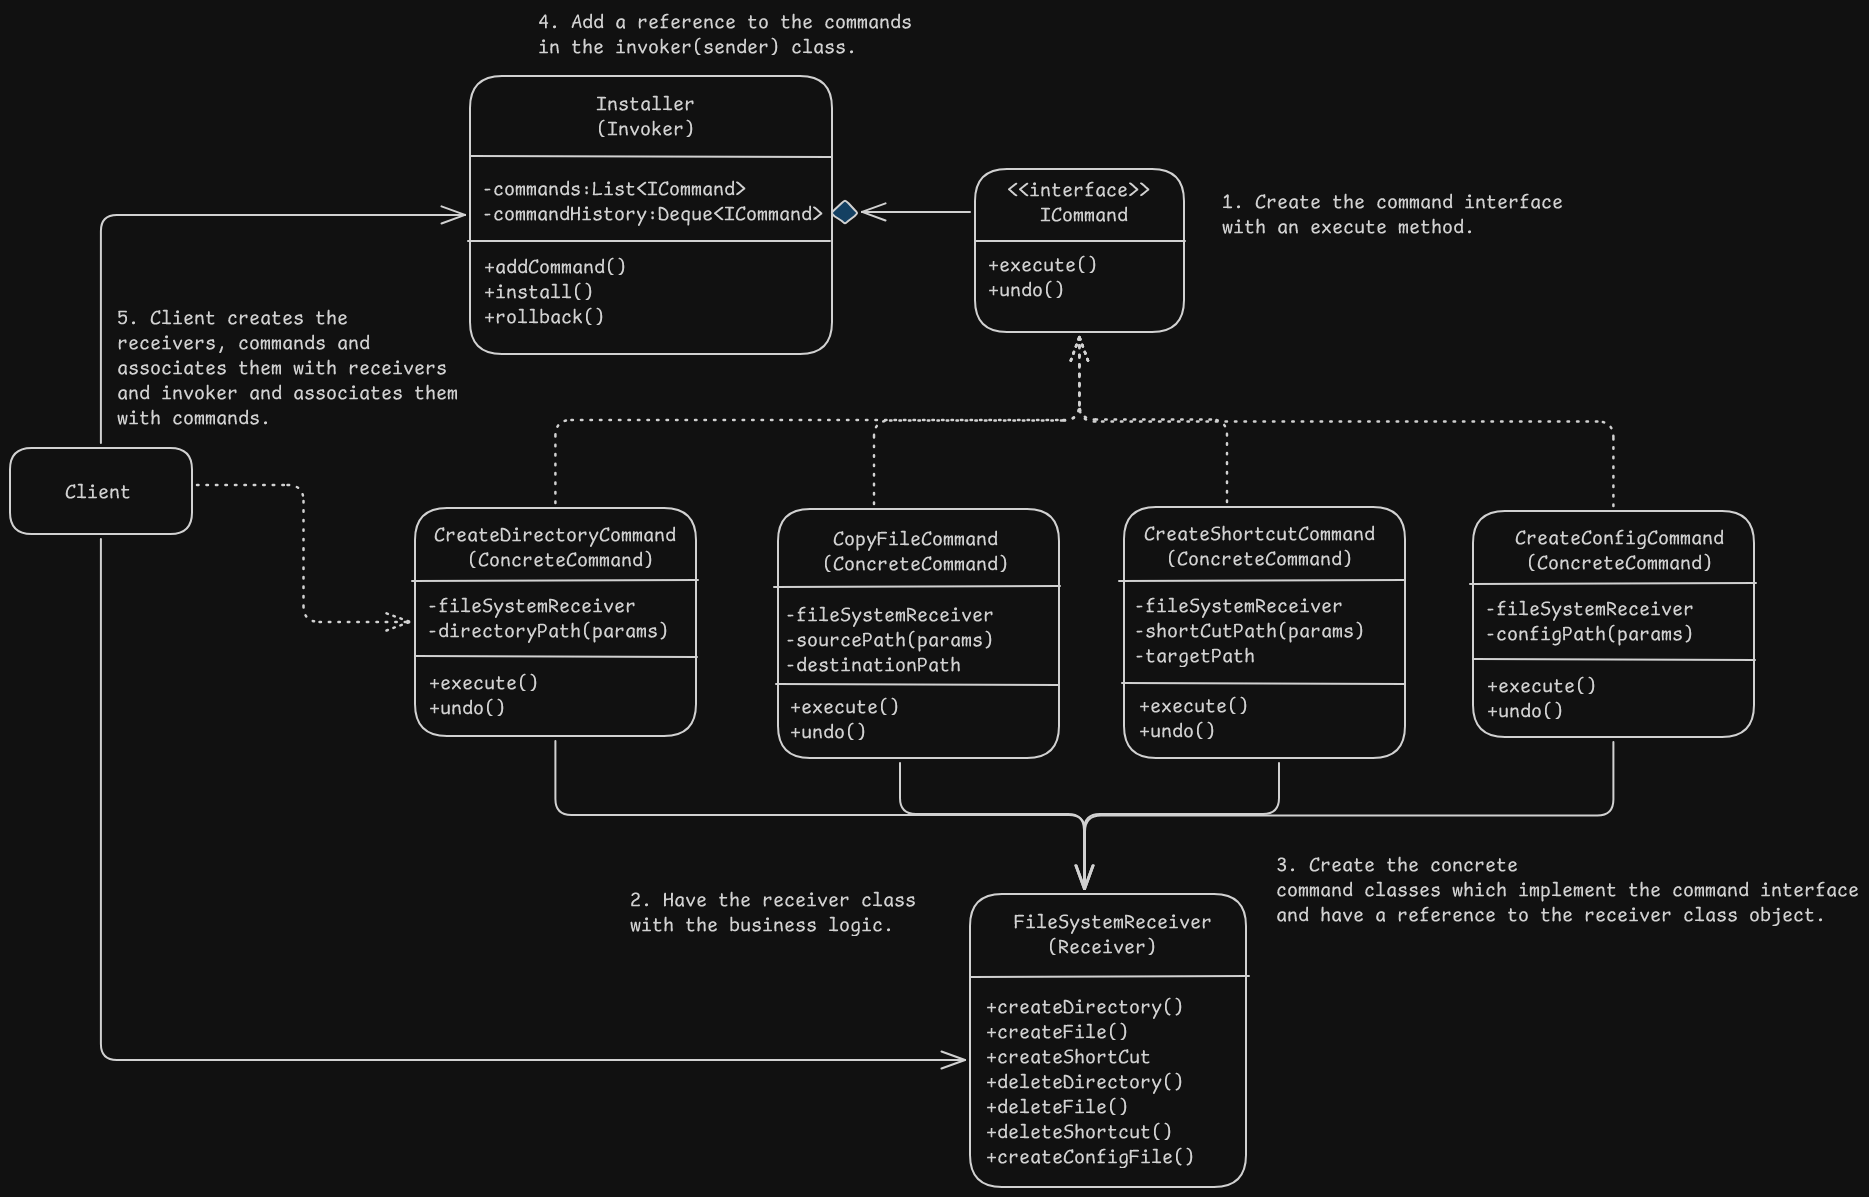 4. Add a reference to the commands
in the invoker(sender) class.
Installer
(Invoker)
-commands:List<ICommand>
-commandHistory:Deque<ICommand>
+addCommand()
+install()
+rollback()
<<interface>>
ICommand
+execute()
+undo()
1. Create the command interface
with an execute method.
5. Client creates the
receivers, commands and
associates them with receivers
and invoker and associates them
with commands.
Client
CreateDirectoryCommand
(ConcreteCommand)
-fileSystemReceiver
-directoryPath(params)
+execute()
+undo()
CopyFileCommand
(ConcreteCommand)
-fileSystemReceiver
-sourcePath(params)
-destinationPath
+execute()
+undo()
CreateShortcutCommand
(ConcreteCommand)
-fileSystemReceiver
-shortCutPath(params)
-targetPath
+execute()
+undo()
CreateConfigCommand
(ConcreteCommand)
-fileSystemReceiver
-configPath(params)
+execute()
+undo()
2. Have the receiver class
with the business logic.
3. Create the concrete
command classes which implement the command interface
and have a reference to the receiver class object.
FileSystemReceiver
(Receiver)
+createDirectory()
+createFile()
+createShortCut
+deleteDirectory()
+deleteFile()
+deleteShortcut()
+createConfigFile()